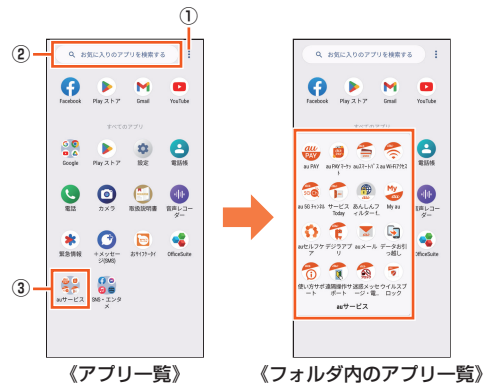 ①
② お気に入りのアプリを検索する
Facebook Play ストア Gmail YouTube
すべてのアプリ
Google Play ストア 設定 電話帳
電話 カメラ 取扱説明書 音声レコーダー
緊急情報 +メッセージ(SMS) おサイフケータイ OfficeSuite
③ auサービス SNS・エンタメ
《アプリ一覧》
お気に入りのアプリを検索する
Facebook Play ストア Gmail YouTube
すべてのアプリ
au PAY au PAY マーケット auスマートパス au Wi-Fiアクセス
電話帳
au 5G チャンネル サービスToday あんしんフィルター f.. My au
音声レコーダー
auセルフケア デジラアプリ auメール データお引っ越し
OfficeSuite
使い方サポート 遠隔操作サポート 迷惑メッセージ・電.. ウイルスブロック
auサービス
《フォルダ内のアプリ一覧》